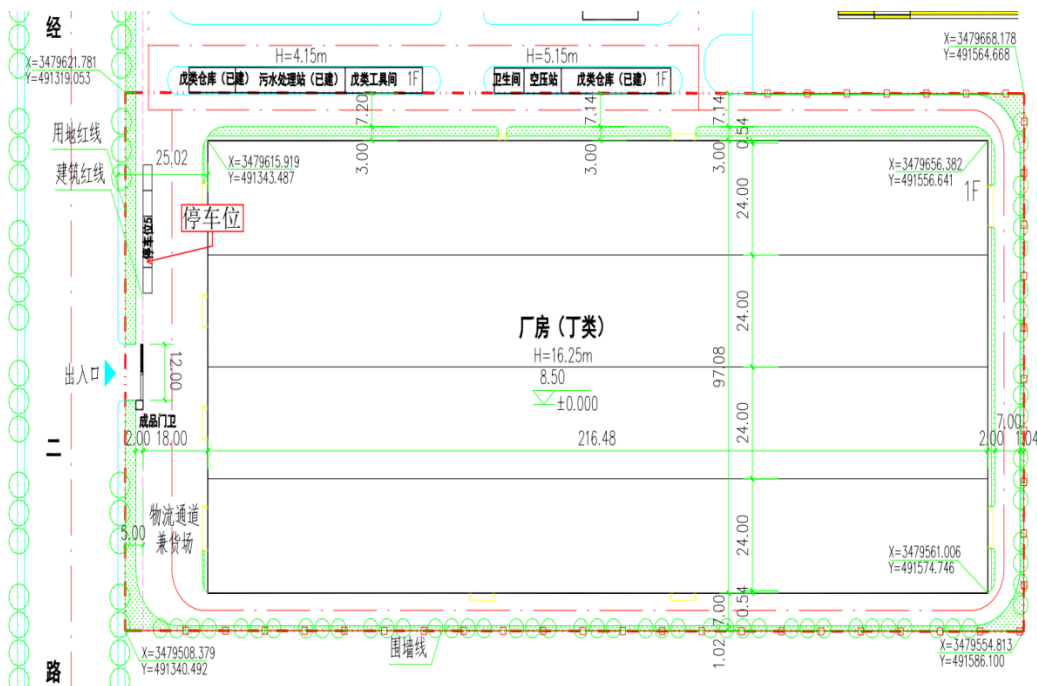 经
X=3479621.781
Y=491319.053
H=4.15m
H=5.15m
X=3479668.178
Y=491564.668
戊类仓库（已建） 污水处理站（已建） 戊类工具间 1F
卫生间 空压站 戊类仓库（已建） 1F
7.20
7.14
7.14
0.54
用地红线
建筑红线
25.02
3.00
3.00
3.00
X=3479615.919
Y=491343.487
X=3479656.382
Y=491556.641
1F
停车位
停车位5
24.00
24.00
厂房（丁类）
H=16.25m
8.50
±0.000
97.08
出入口
12.00
成品门卫
2.00 18.00
216.48
24.00
7.00
2.00 1.04
二
物流通道
兼货场
5.00
24.00
X=3479561.006
Y=491574.746
0.54
7.00
1.02
围墙线
X=3479508.379
Y=491340.492
X=3479554.813
Y=491586.100
路